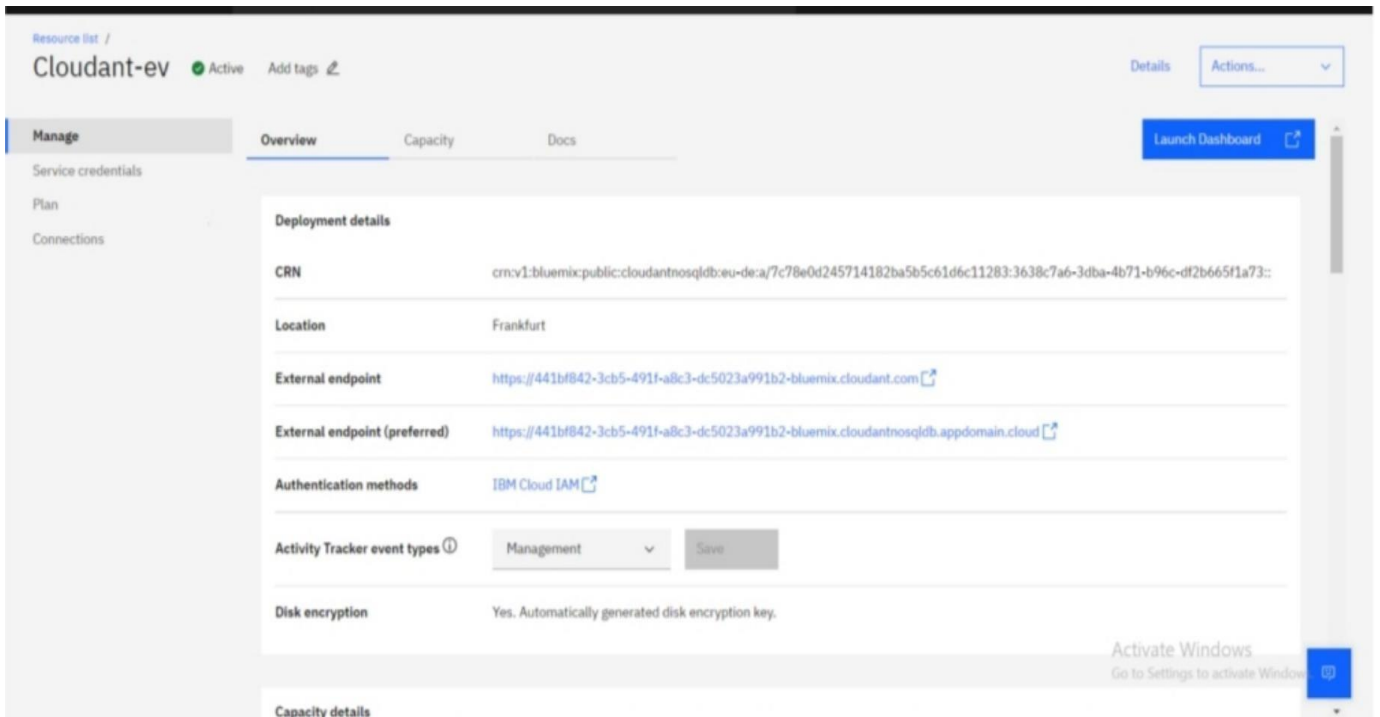 Resource list /
Cloudant-ev Active Add tags
Details Actions...
Manage
Service credentials
Plan
Connections
Overview Capacity Docs
Launch Dashboard
Deployment details
CRN crn:v1:bluemix:public:cloudantnosqldb:eu-de:a/7c78e0d245714182ba5b5c61d6c11283:3638c7a6-3dba-4b71-b96c-df2b665f1a73::
Location Frankfurt
External endpoint https://441bf842-3cb5-491f-a8c3-dc5023a991b2-bluemix.cloudant.com
External endpoint (preferred) https://441bf842-3cb5-491f-a8c3-dc5023a991b2-bluemix.cloudantnosqldb.appdomain.cloud
Authentication methods IBM Cloud IAM
Activity Tracker event types Management Save
Disk encryption Yes. Automatically generated disk encryption key.
Activate Windows
Go to Settings to activate Window
Capacity details